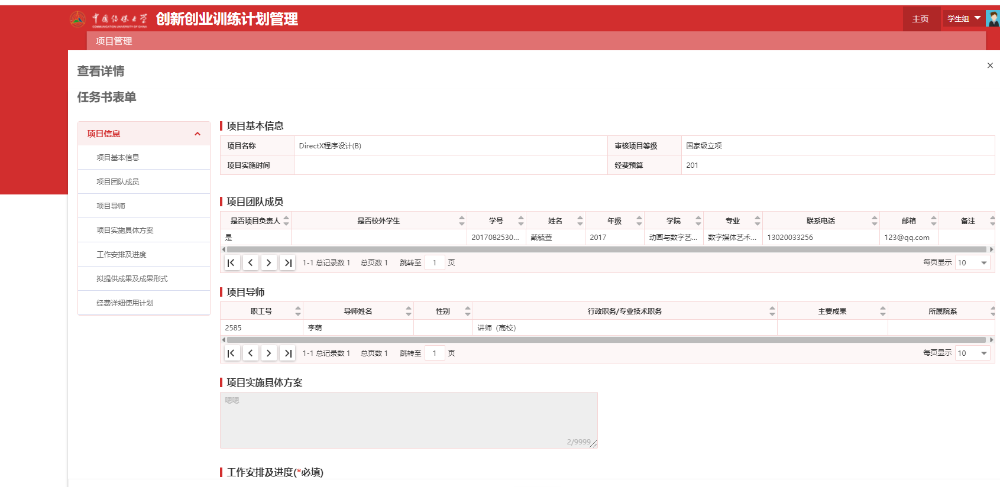 中国传媒大学 创新创业训练计划管理 主页 学生组
COMMUNICATION UNIVERSITY OF CHINA
项目管理
查看详情 ×
任务书表单
项目信息
项目基本信息
项目团队成员
项目导师
项目实施具体方案
工作安排及进度
拟提供成果及成果形式
经费详细使用计划
项目基本信息
项目名称 DirectX程序设计(B) 审核项目等级 国家级立项
项目实施时间 经费预算 201
项目团队成员
是否项目负责人 是否校外学生 学号 姓名 年级 学院 专业 联系电话 邮箱 备注
是 2017082530... 戴毓萱 2017 动画与数字艺... 数字媒体艺术... 13020033256 123@qq.com
1-1 总记录数 1 总页数 1 跳转至 1 页 每页显示 10
项目导师
职工号 导师姓名 性别 行政职务/专业技术职务 主要成果 所属院系
2585 李萌 讲师（高校）
1-1 总记录数 1 总页数 1 跳转至 1 页 每页显示 10
项目实施具体方案
嗯嗯
2/9999
工作安排及进度(*必填)